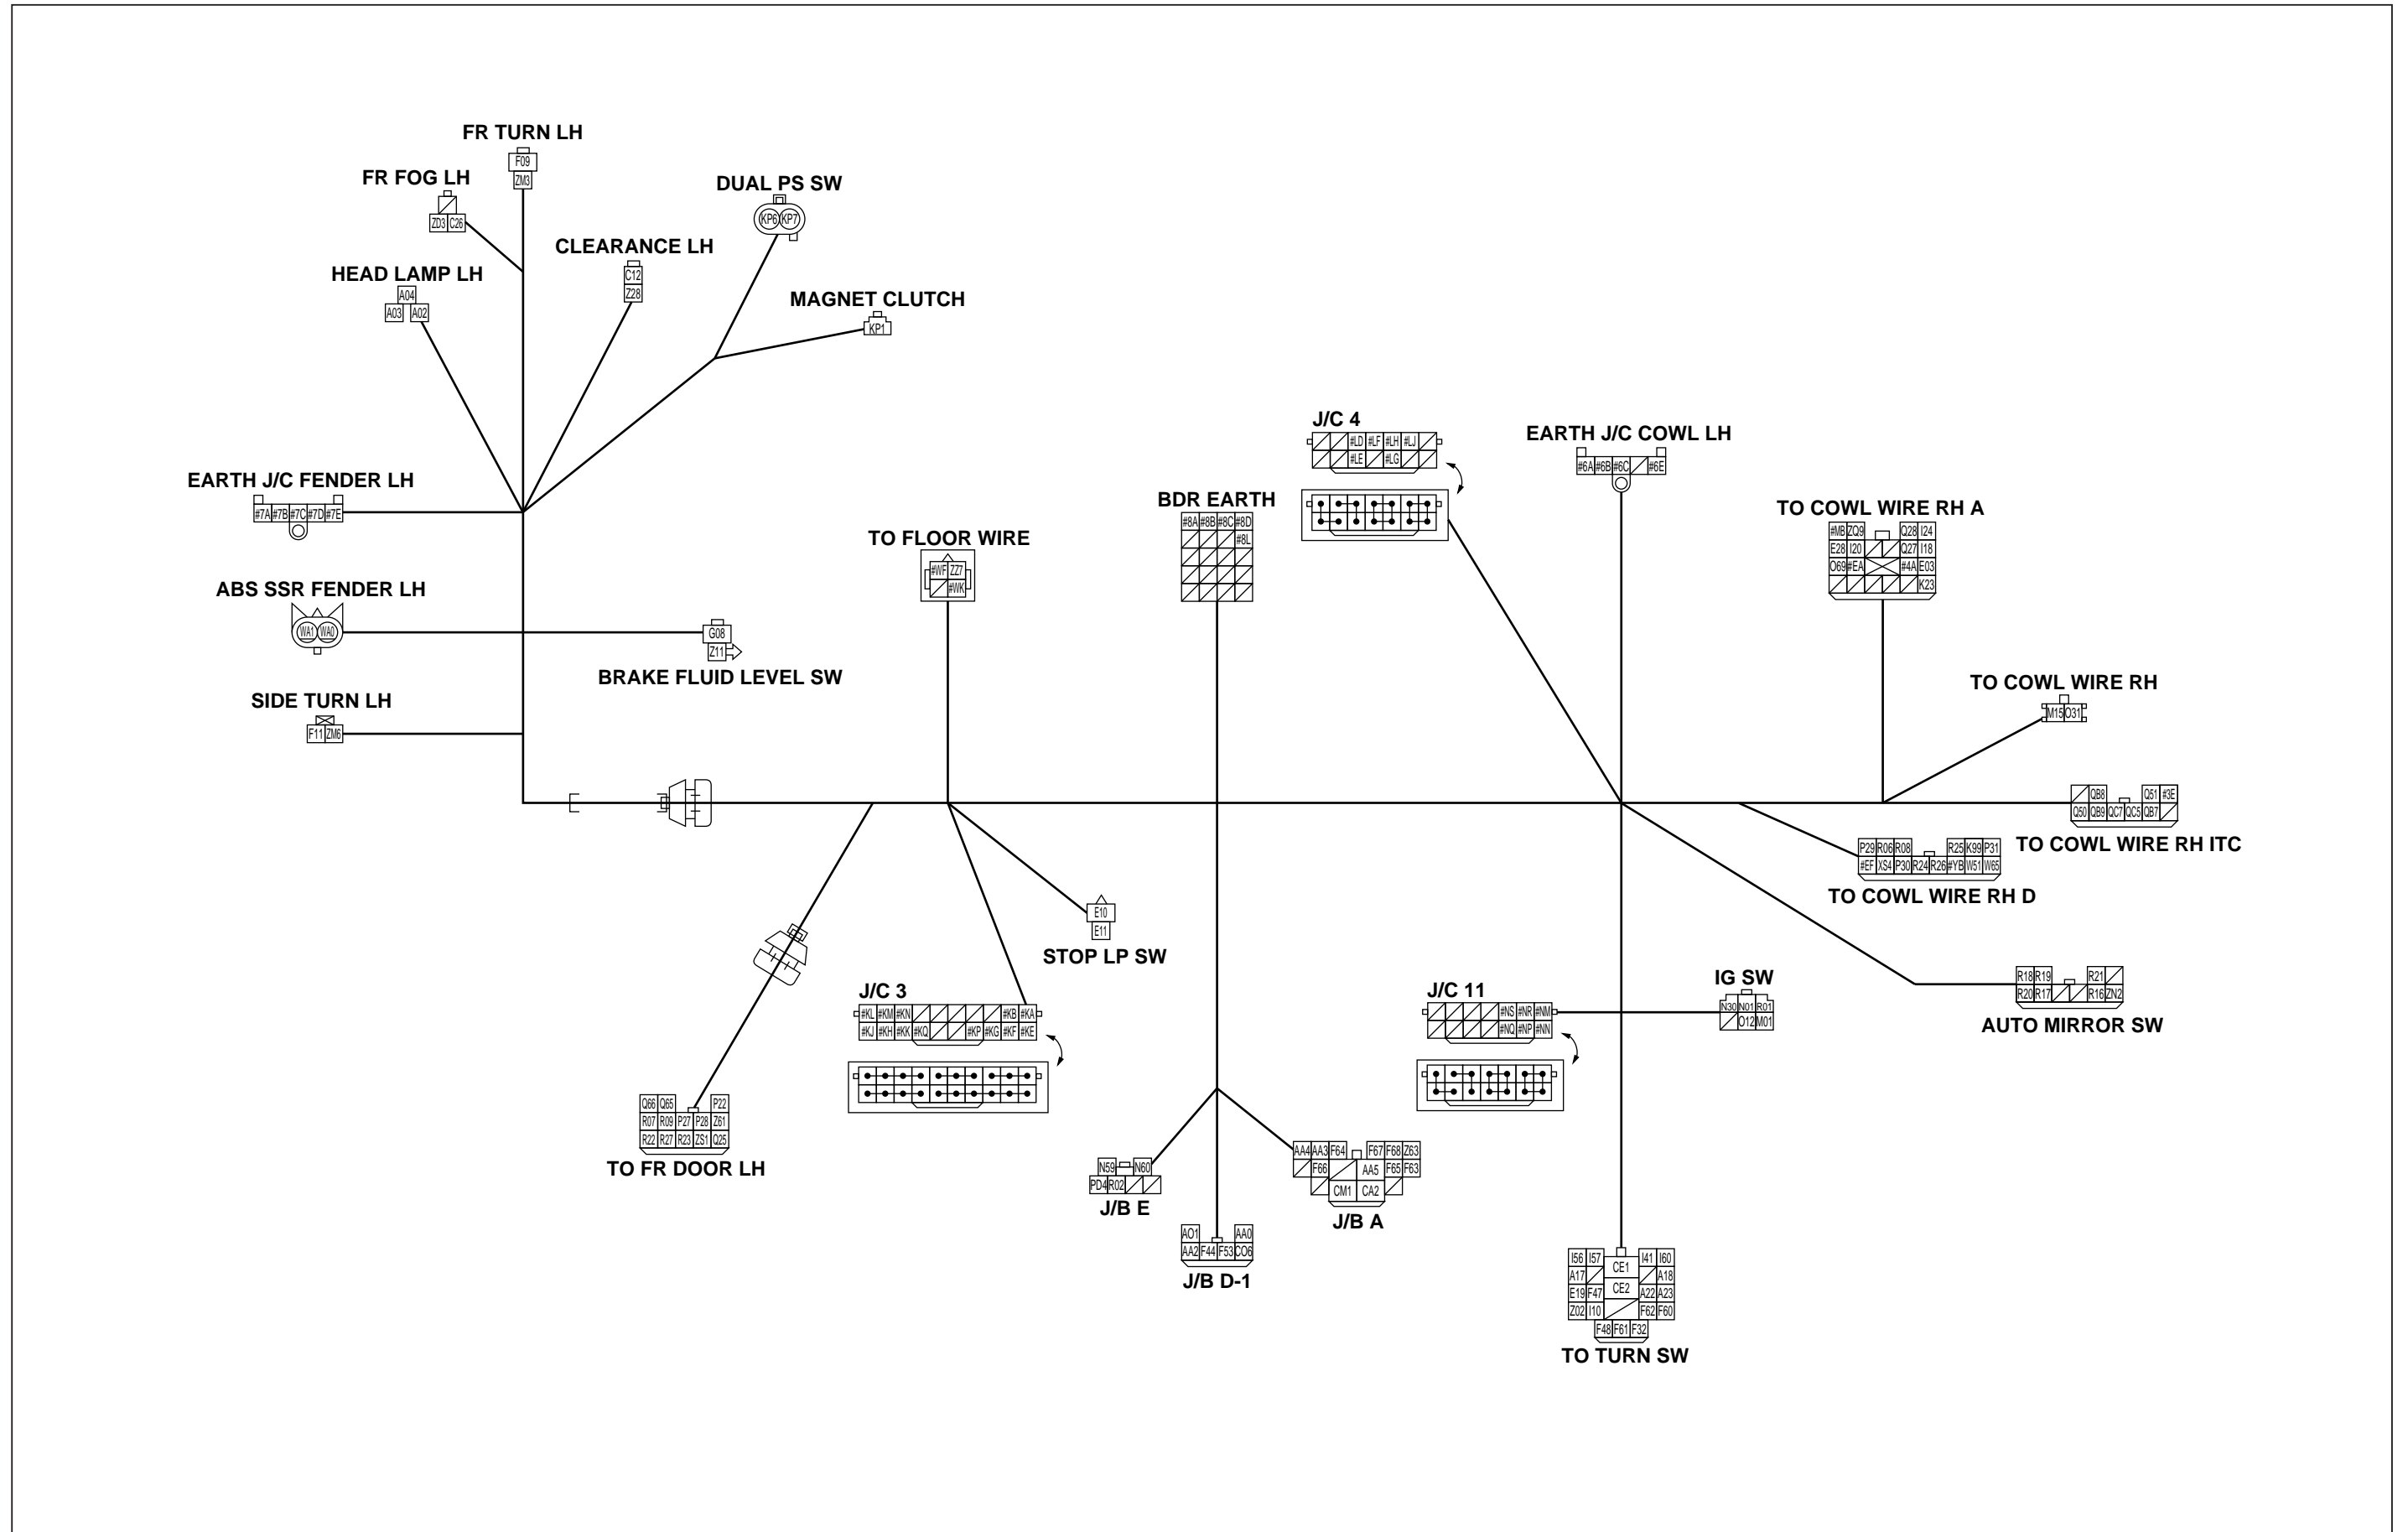 FR TURN LH
F09
ZM3
FR FOG LH
ZD3 C26
DUAL PS SW
KP6 KP7
CLEARANCE LH
C12
Z28
HEAD LAMP LH
A04
A03 A02
MAGNET CLUTCH
KP1
EARTH J/C FENDER LH
#7A #7B #7C #7D #7E
ABS SSR FENDER LH
WA1 WA0
G08
Z11
BRAKE FLUID LEVEL SW
SIDE TURN LH
F11 ZM6
TO FLOOR WIRE
#WF ZZ7
#WK
BDR EARTH
#8A #8B #8C #8D
#8L
J/C 4
#LD #LF #LH #LJ
#LE #LG
EARTH J/C COWL LH
#6A #6B #6C #6E
TO COWL WIRE RH A
#MB ZQ9 Q28 I24
E28 I20 Q27 I18
O69 #EA #4A E03
K23
TO COWL WIRE RH
M15 O31
QB8 Q51 #3E
Q50 QB9 QC7 QC5 QB7
TO COWL WIRE RH ITC
P29 R06 R08 R25 K99 P31
#EF XS4 P30 R24 R26 #YB W51 W65
TO COWL WIRE RH D
E10
E11
STOP LP SW
J/C 3
#KL #KM #KN #KB #KA
#KJ #KH #KK #KQ #KP #KG #KF #KE
J/C 11
#NS #NR #NM
#NQ #NP #NN
IG SW
N30 N01 R01
O12 M01
R18 R19 R21
R20 R17 R16 ZN2
AUTO MIRROR SW
Q66 Q65 P22
R07 R09 P27 P28 Z61
R22 R27 R23 ZS1 Q25
TO FR DOOR LH
N59 N60
PD4 R02
J/B E
AA4 AA3 F64 F67 F68 Z63
F66 AA5 F65 F63
CM1 CA2
J/B A
AO1 AA0
AA2 F44 F53 CO6
J/B D-1
I56 I57 CE1 I41 I60
A17 A18
E19 F47 CE2 A22 A23
Z02 I10 F62 F60
F48 F61 F32
TO TURN SW